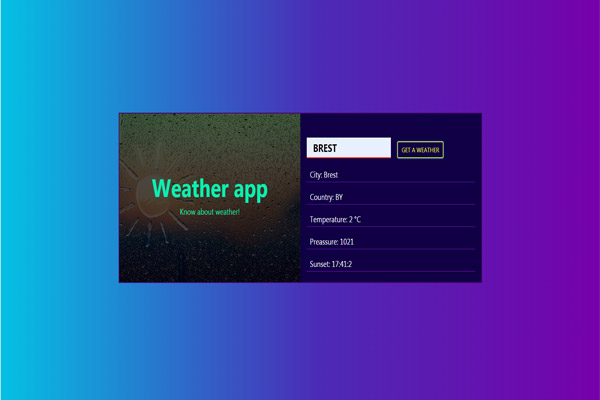 Weather app
Know about weather!
BREST
GET A WEATHER
City: Brest
Country: BY
Temperature: 2 °C
Preassure: 1021
Sunset: 17:41:2